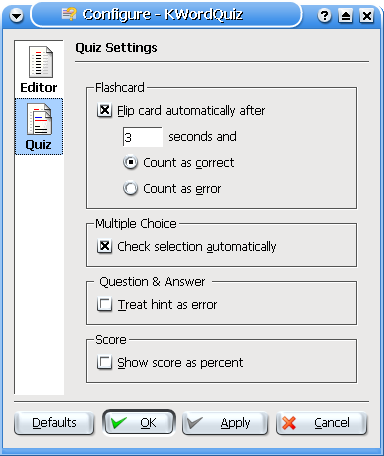 Configure - KWordQuiz
Editor
Quiz
Quiz Settings
Flashcard
Flip card automatically after
3 seconds and
Count as correct
Count as error
Multiple Choice
Check selection automatically
Question & Answer
Treat hint as error
Score
Show score as percent
Defaults OK Apply Cancel